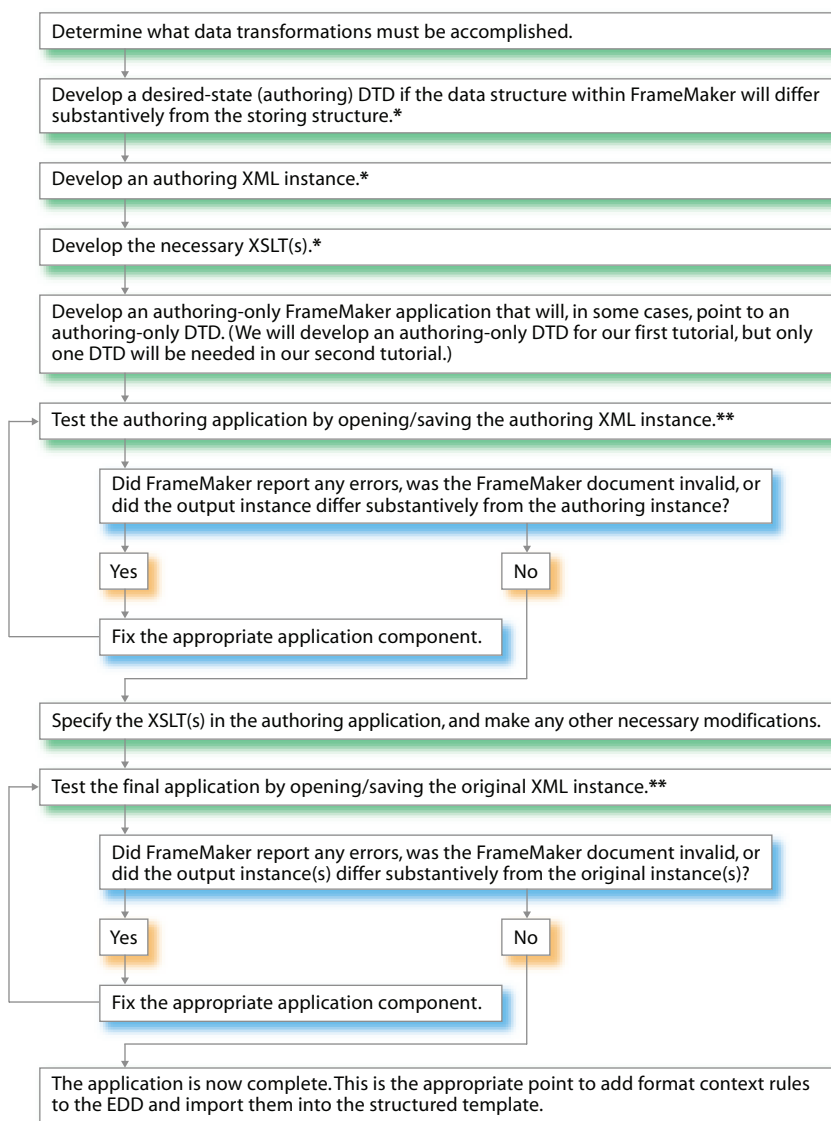 Determine what data transformations must be accomplished.
Develop a desired-state (authoring) DTD if the data structure within FrameMaker will differ
substantively from the storing structure.*
Develop an authoring XML instance.*
Develop the necessary XSLT(s).*
Develop an authoring-only FrameMaker application that will, in some cases, point to an
authoring-only DTD. (We will develop an authoring-only DTD for our first tutorial, but only
one DTD will be needed in our second tutorial.)
Test the authoring application by opening/saving the authoring XML instance.**
Did FrameMaker report any errors, was the FrameMaker document invalid, or
did the output instance differ substantively from the authoring instance?
Yes
No
Fix the appropriate application component.
Specify the XSLT(s) in the authoring application, and make any other necessary modifications.
Test the final application by opening/saving the original XML instance.**
Did FrameMaker report any errors, was the FrameMaker document invalid, or
did the output instance(s) differ substantively from the original instance(s)?
Yes
No
Fix the appropriate application component.
The application is now complete. This is the appropriate point to add format context rules
to the EDD and import them into the structured template.